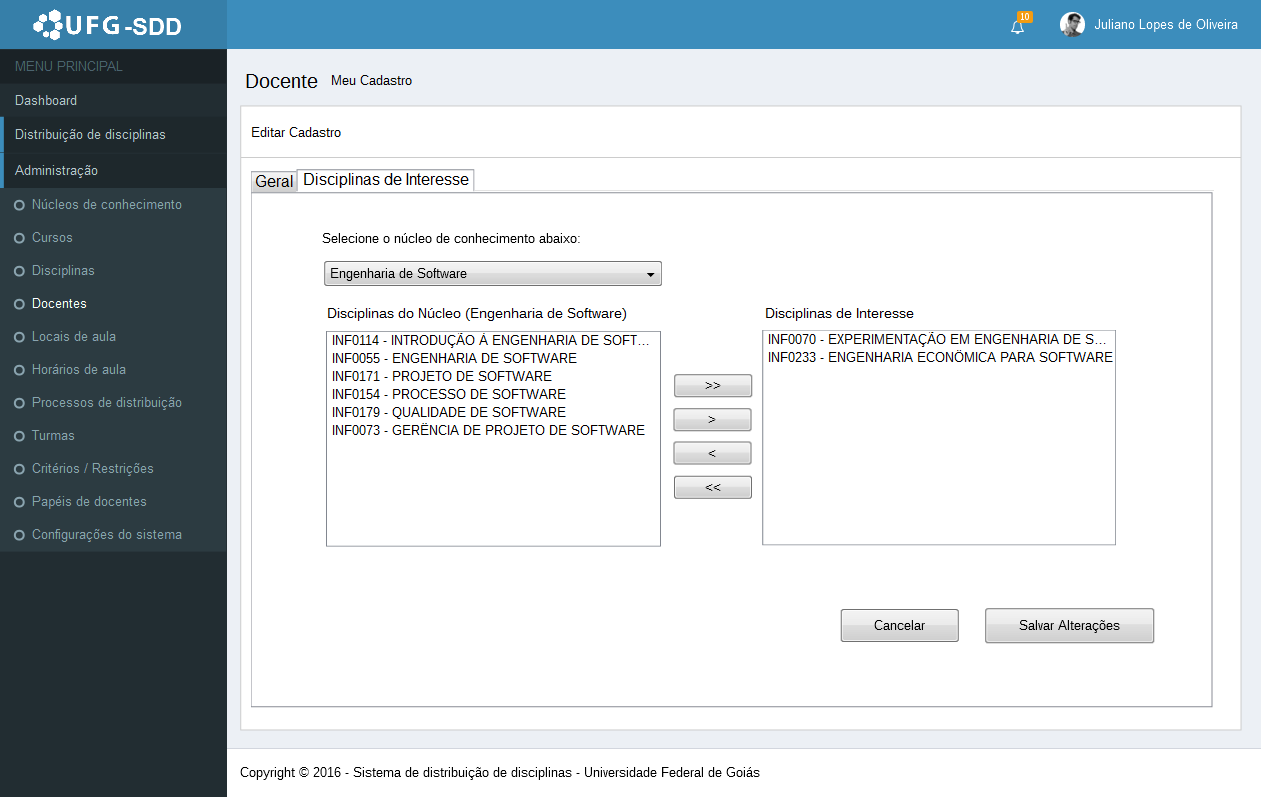 UFG-SDD
10
Juliano Lopes de Oliveira
MENU PRINCIPAL
Dashboard
Distribuição de disciplinas
Administração
Núcleos de conhecimento
Cursos
Disciplinas
Docentes
Locais de aula
Horários de aula
Processos de distribuição
Turmas
Critérios / Restrições
Papéis de docentes
Configurações do sistema
Docente Meu Cadastro
Editar Cadastro
Geral Disciplinas de Interesse
Selecione o núcleo de conhecimento abaixo:
Engenharia de Software
Disciplinas do Núcleo (Engenharia de Software)
INF0114 - INTRODUÇÃO À ENGENHARIA DE SOFT...
INF0055 - ENGENHARIA DE SOFTWARE
INF0171 - PROJETO DE SOFTWARE
INF0154 - PROCESSO DE SOFTWARE
INF0179 - QUALIDADE DE SOFTWARE
INF0073 - GERÊNCIA DE PROJETO DE SOFTWARE
>>
>
<
<<
Disciplinas de Interesse
INF0070 - EXPERIMENTAÇÃO EM ENGENHARIA DE S...
INF0233 - ENGENHARIA ECONÔMICA PARA SOFTWARE
Cancelar
Salvar Alterações
Copyright © 2016 - Sistema de distribuição de disciplinas - Universidade Federal de Goiás